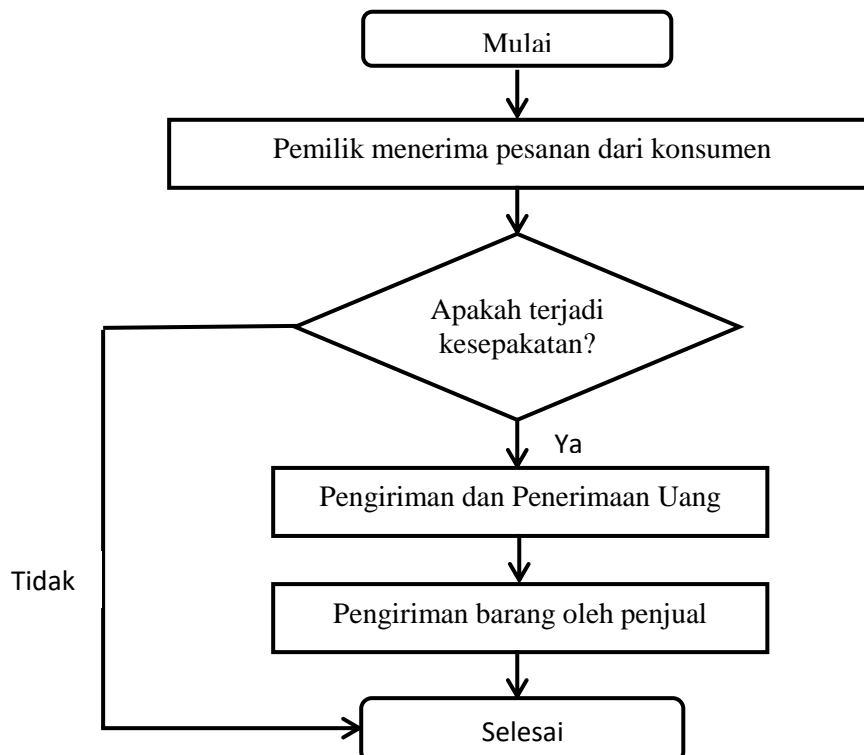 Mulai
Pemilik menerima pesanan dari konsumen
Apakah terjadi
kesepakatan?
Ya
Pengiriman dan Penerimaan Uang
Tidak
Pengiriman barang oleh penjual
Selesai